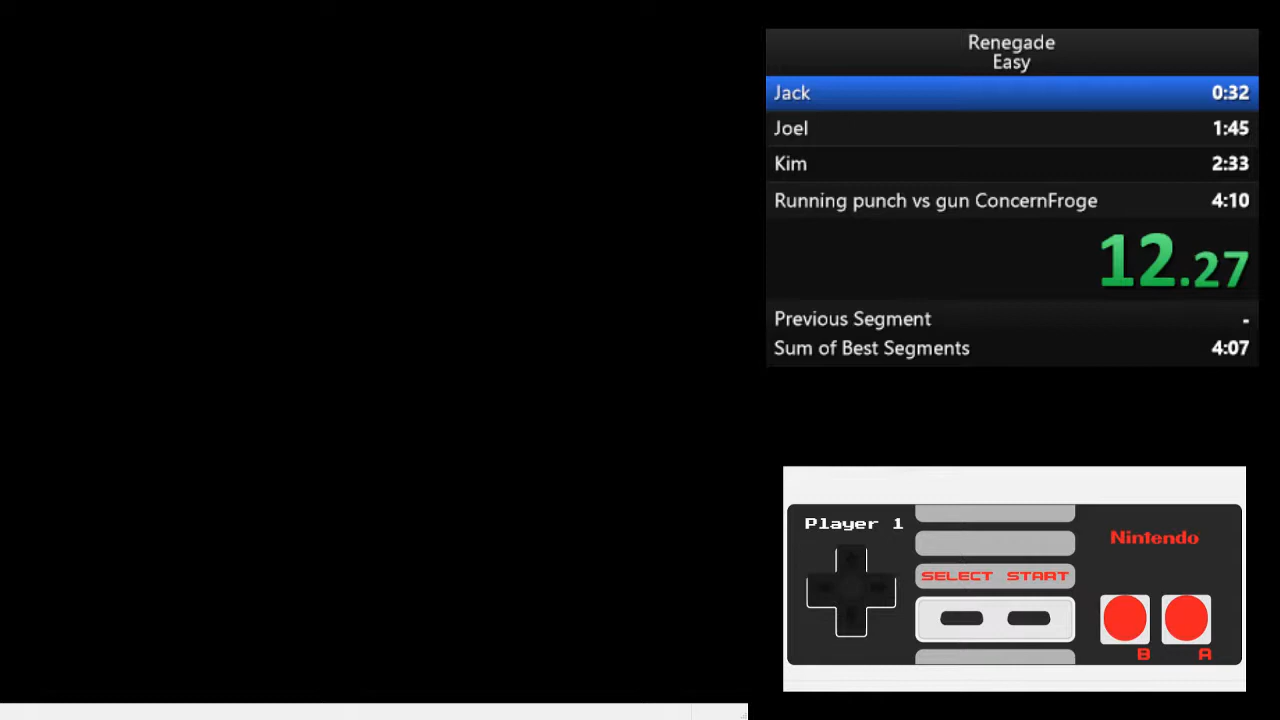 Renegade
Easy
Jack 0:32
Joel 1:45
Kim 2:33
Running punch vs gun ConcernFroge 4:10
12.27
Previous Segment -
Sum of Best Segments 4:07
Player 1
Nintendo
SELECT START
B A